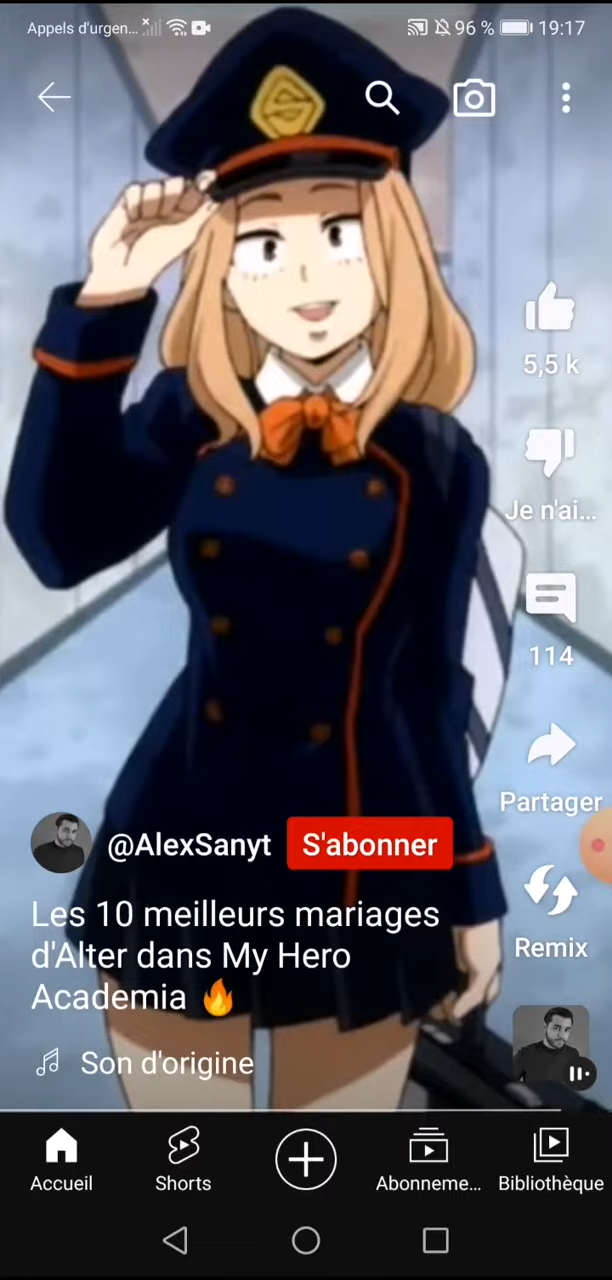 Appels d'urgen... 96 % 19:17
5,5 k
Je n'ai...
114
Partager
@AlexSanyt S'abonner
Les 10 meilleurs mariages
d'Alter dans My Hero
Academia 🔥
Remix
Son d'origine
Accueil Shorts Abonneme... Bibliothèque